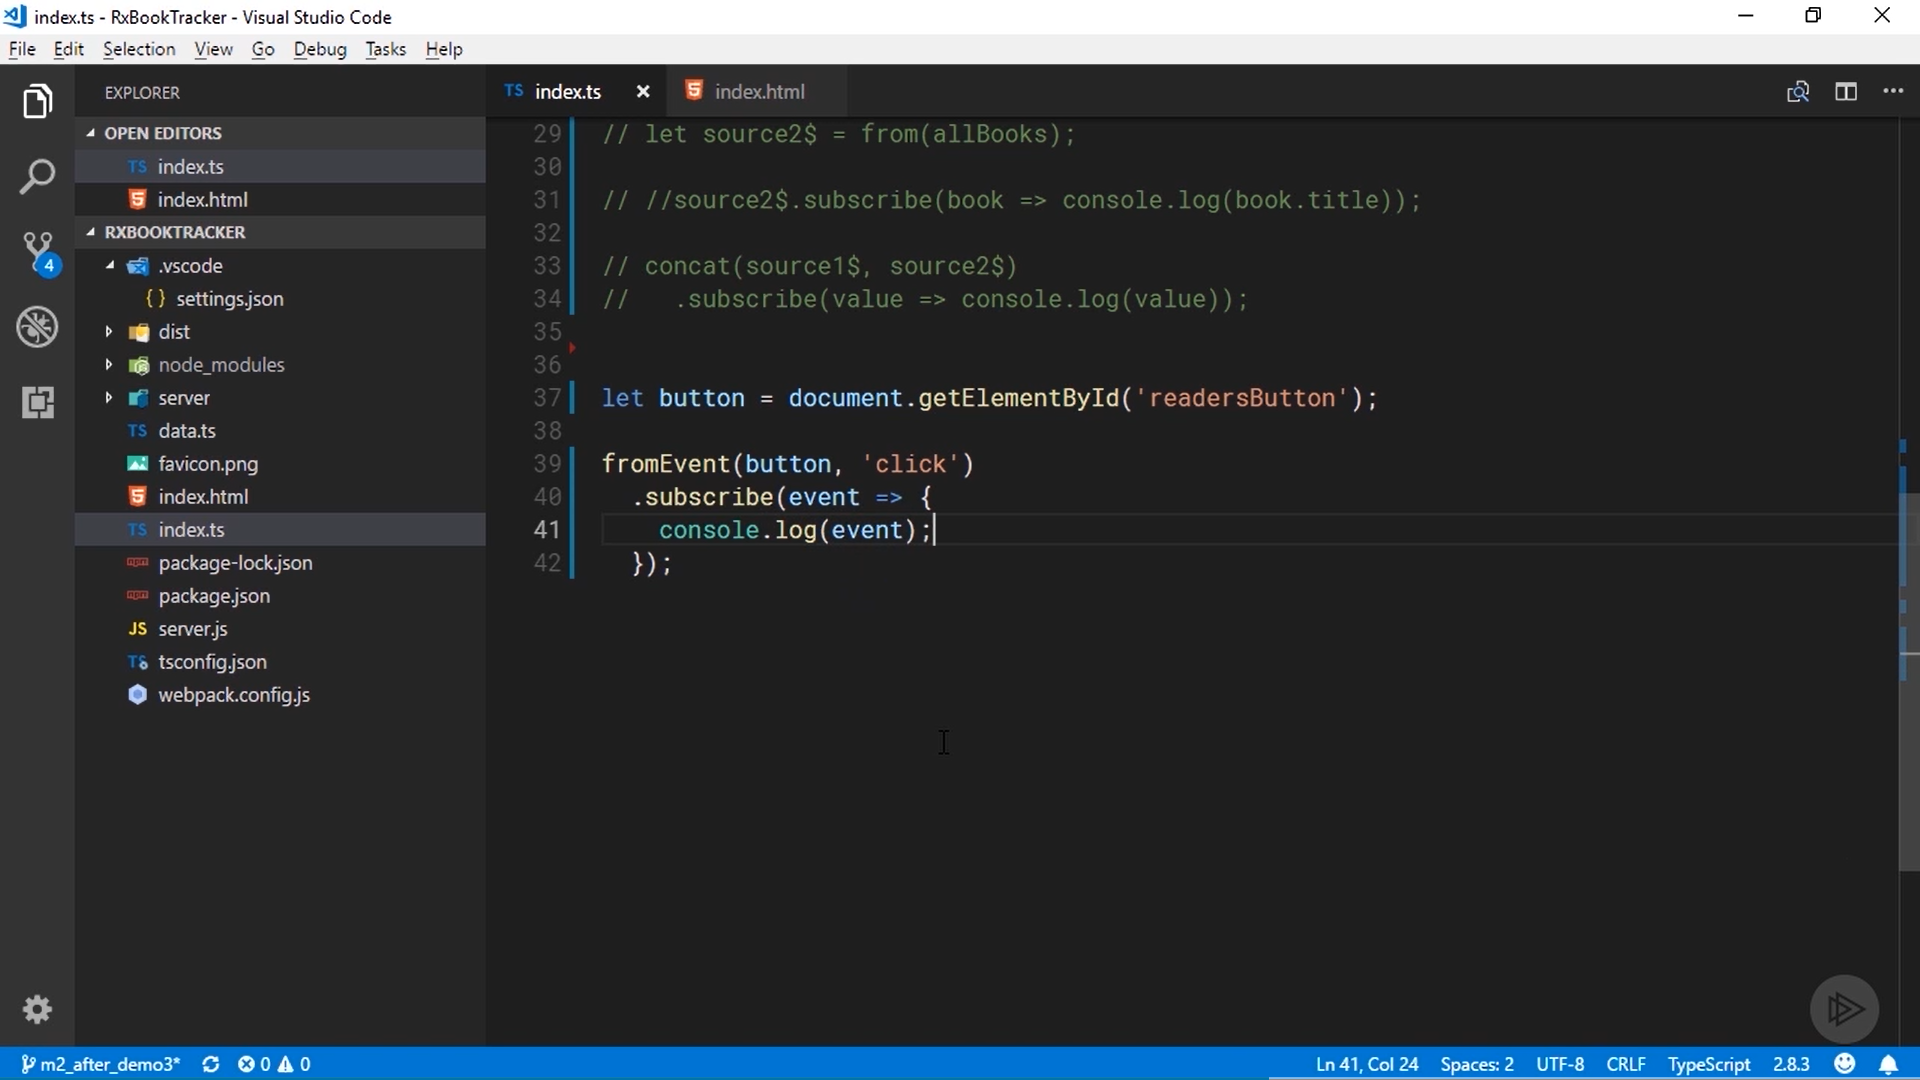 index.ts - RxBookTracker - Visual Studio Code
File Edit Selection View Go Debug Tasks Help
EXPLORER
OPEN EDITORS
TS index.ts
index.html
RXBOOKTRACKER
.vscode
{ } settings.json
dist
node_modules
server
TS data.ts
favicon.png
index.html
TS index.ts
package-lock.json
package.json
JS server.js
TS tsconfig.json
webpack.config.js
4
TS index.ts × index.html
29 // let source2$ = from(allBooks);
30
31 // //source2$.subscribe(book => console.log(book.title));
32
33 // concat(source1$, source2$)
34 //   .subscribe(value => console.log(value));
35
36
37 let button = document.getElementById('readersButton');
38
39 fromEvent(button, 'click')
40   .subscribe(event => {
41     console.log(event);
42   });
m2_after_demo3* 0 0 Ln 41, Col 24 Spaces: 2 UTF-8 CRLF TypeScript 2.8.3